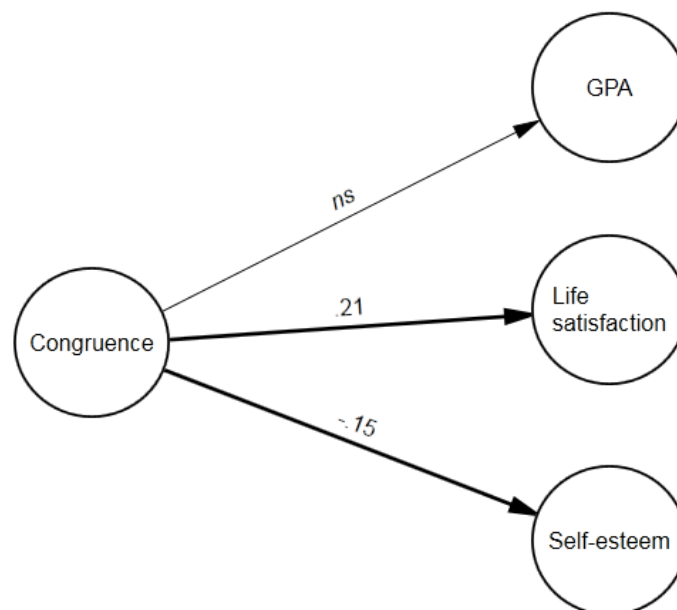 GPA
ns
Life
satisfaction
.21
Congruence
-.15
Self-esteem